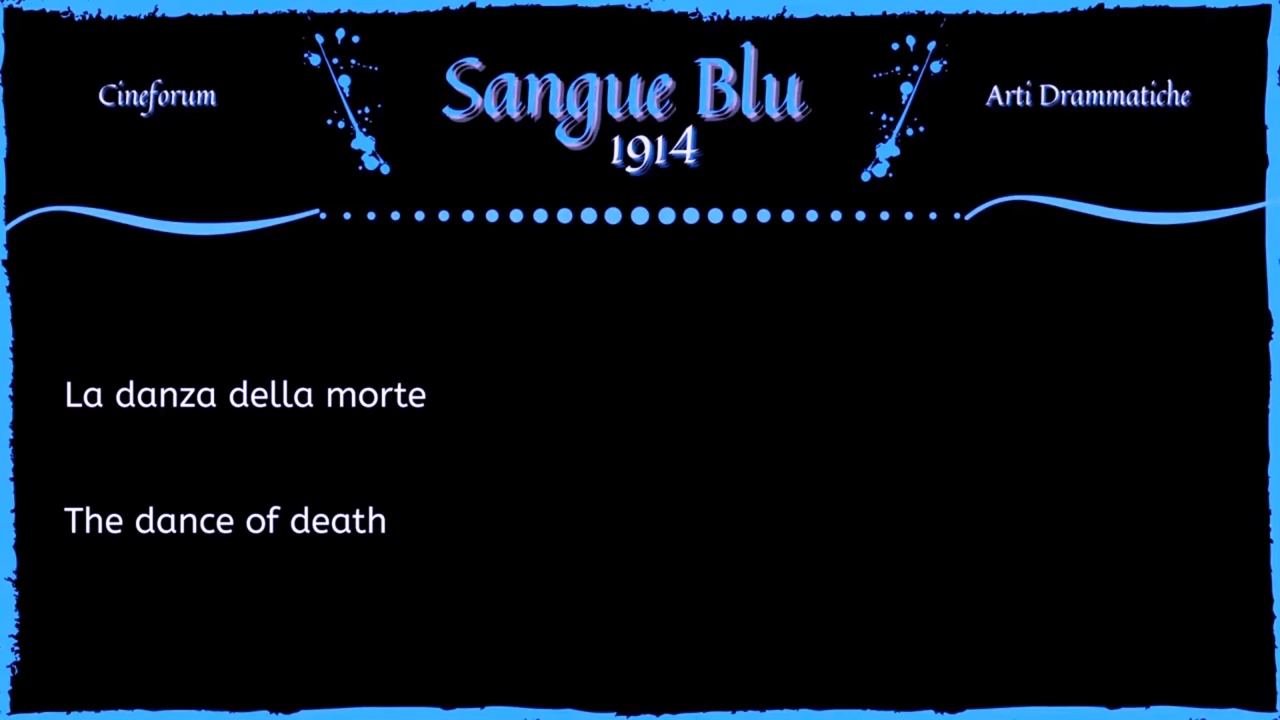 Cineforum
Sangue Blu
1914
Arti Drammatiche
La danza della morte
The dance of death